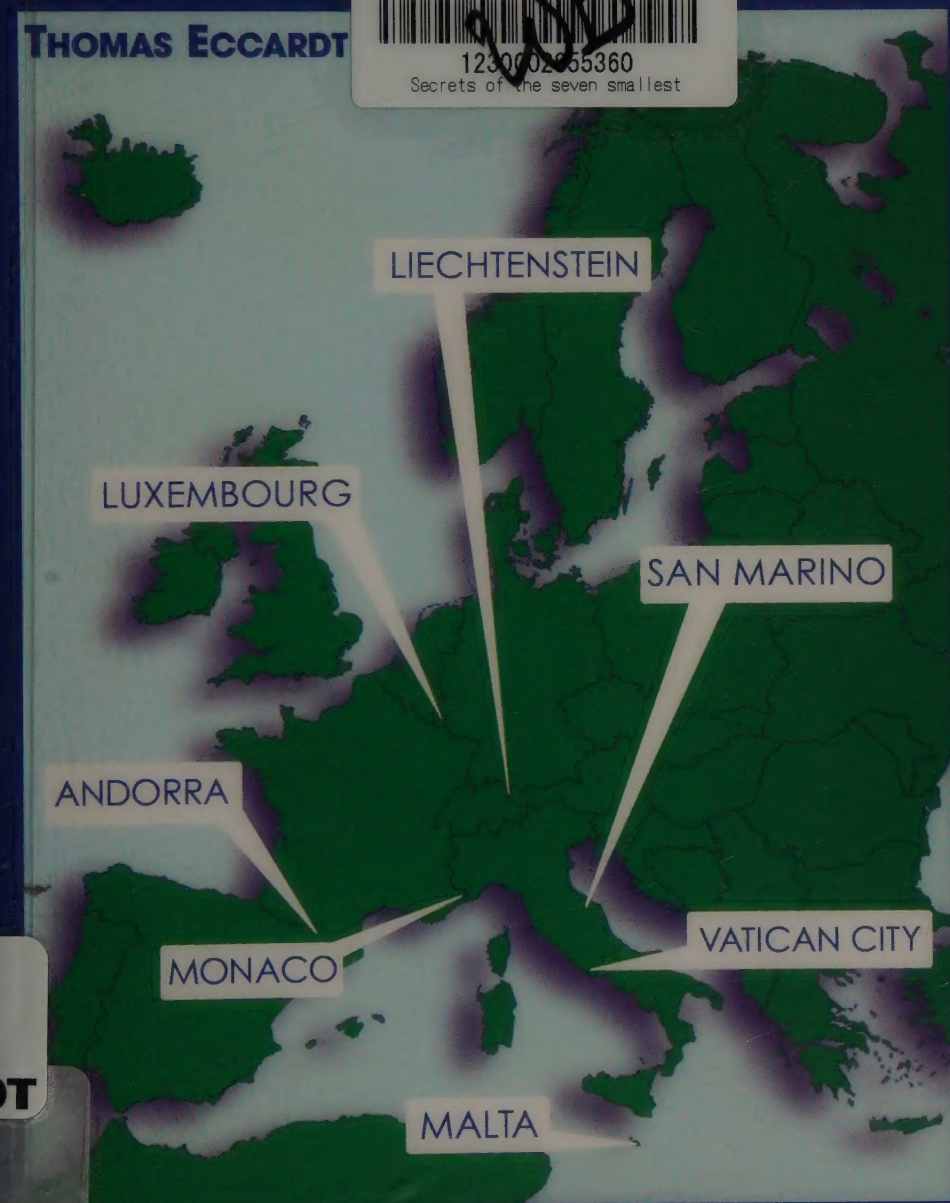 THOMAS ECCARDT
Secrets of the seven smallest
LIECHTENSTEIN
LUXEMBOURG
SAN MARINO
ANDORRA
VATICAN CITY
MONACO
MALTA